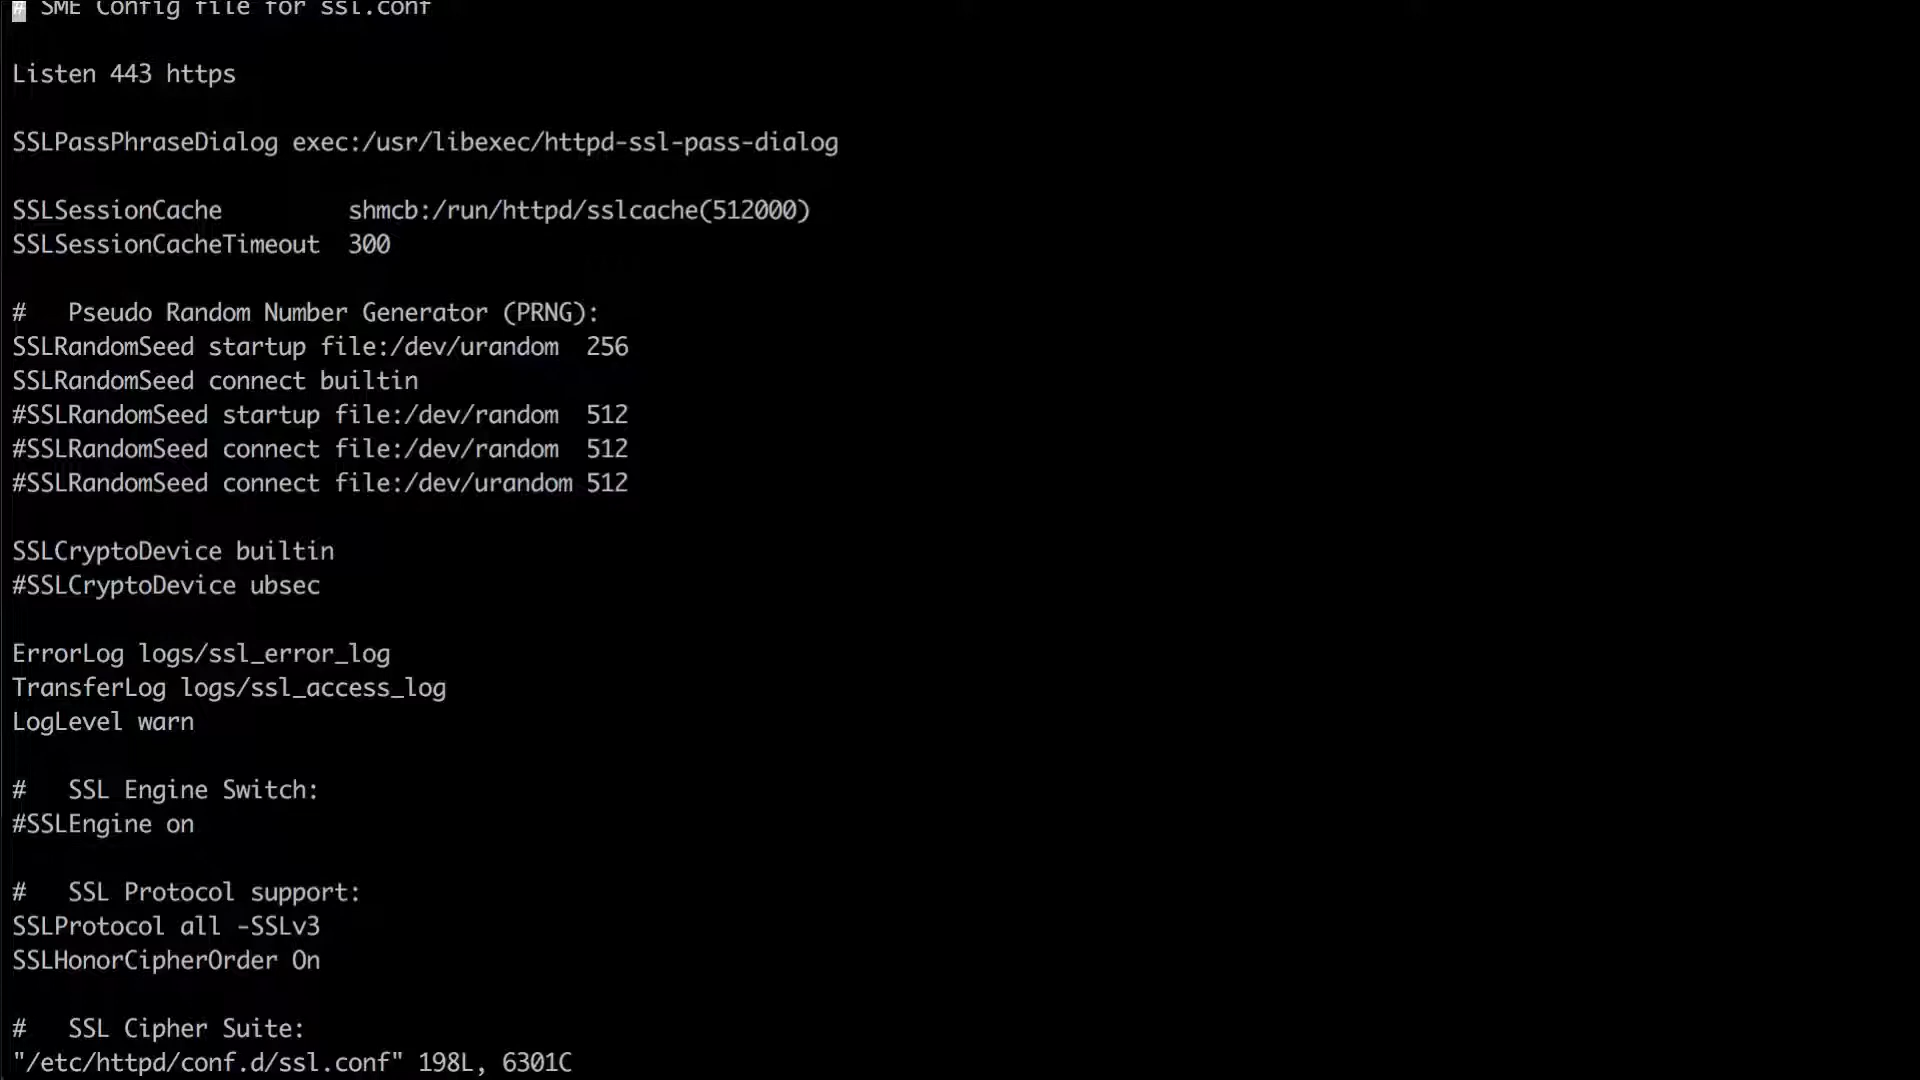 # SME Config file for ssl.conf
Listen 443 https
SSLPassPhraseDialog exec:/usr/libexec/httpd-ssl-pass-dialog
SSLSessionCache         shmcb:/run/httpd/sslcache(512000)
SSLSessionCacheTimeout  300
#   Pseudo Random Number Generator (PRNG):
SSLRandomSeed startup file:/dev/urandom  256
SSLRandomSeed connect builtin
#SSLRandomSeed startup file:/dev/random  512
#SSLRandomSeed connect file:/dev/random  512
#SSLRandomSeed connect file:/dev/urandom 512
SSLCryptoDevice builtin
#SSLCryptoDevice ubsec
ErrorLog logs/ssl_error_log
TransferLog logs/ssl_access_log
LogLevel warn
#   SSL Engine Switch:
#SSLEngine on
#   SSL Protocol support:
SSLProtocol all -SSLv3
SSLHonorCipherOrder On
#   SSL Cipher Suite:
"/etc/httpd/conf.d/ssl.conf" 198L, 6301C